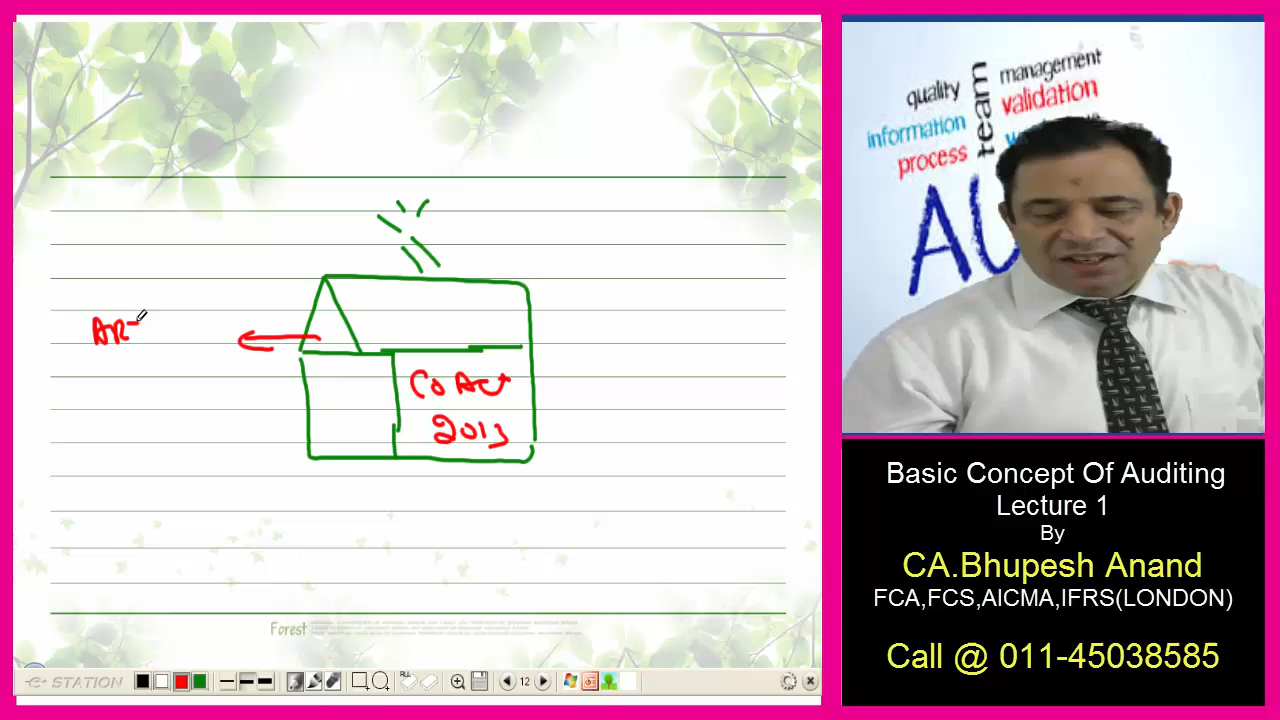 quality
team
management
information
validation
process
AU
AR
Co Act
2013
Forest
e STATION
ALL
12
Basic Concept Of Auditing
Lecture 1
By
CA.Bhupesh Anand
FCA,FCS,AICMA,IFRS(LONDON)
Call @ 011-45038585